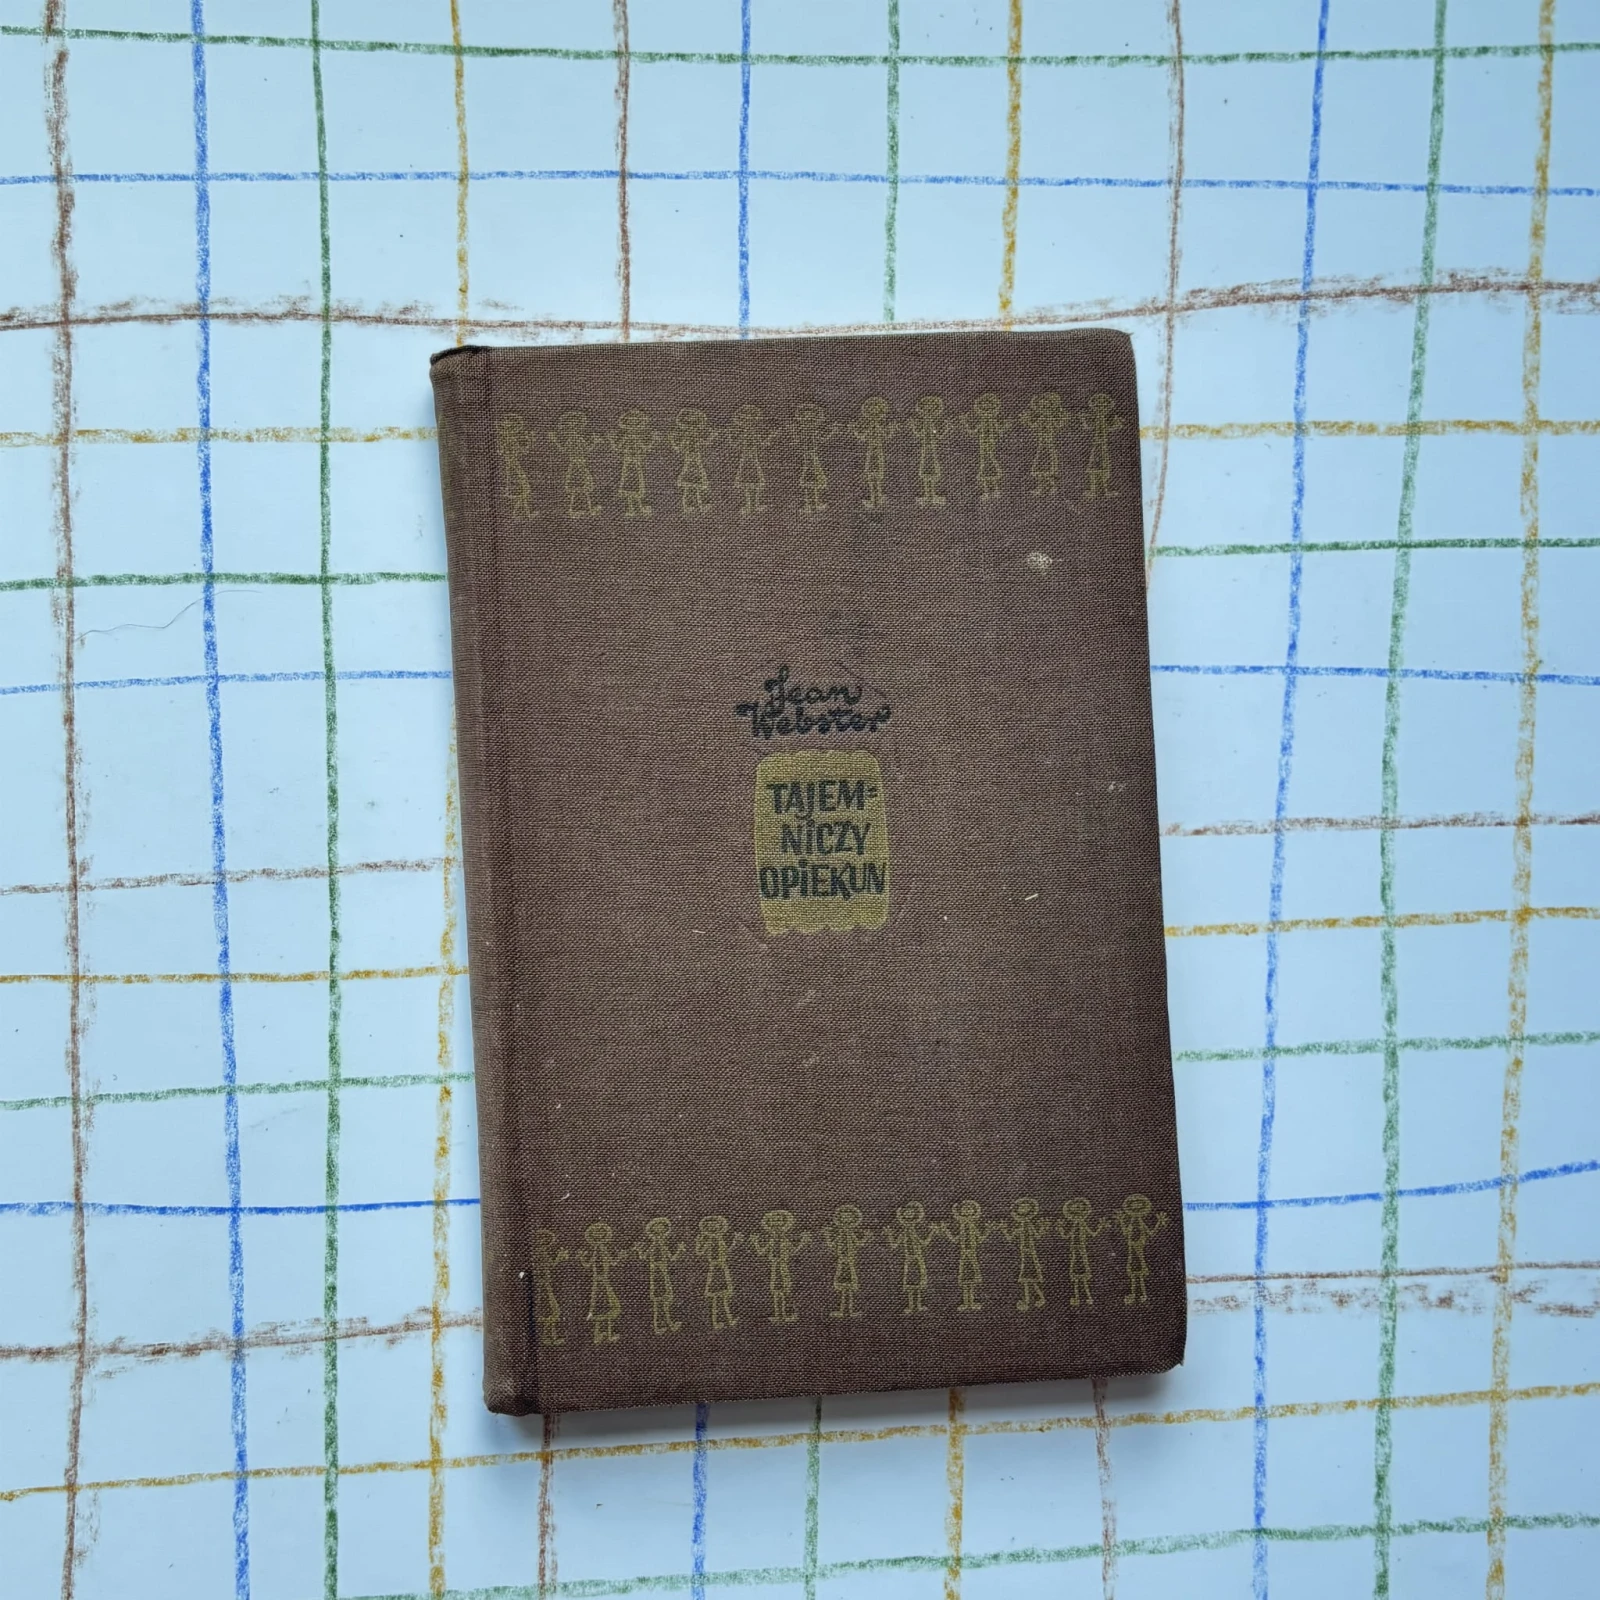 Jean
Webster
TAJEM=
NICZY
OPIEKUN